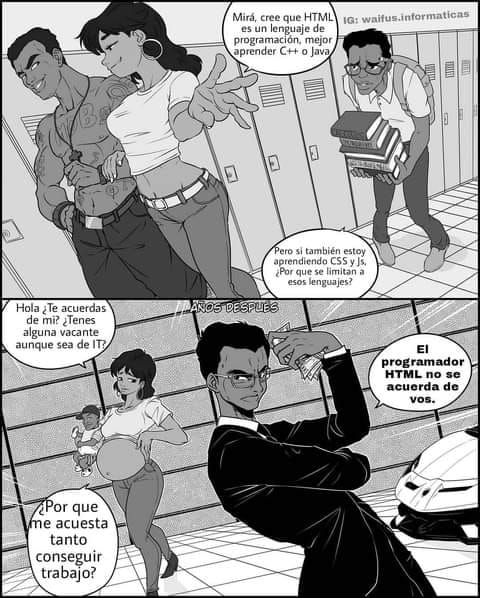 Mirá, cree que HTML
es un lenguaje de
programación, mejor
aprender C++ o Java
IG: waifus.informaticas
Pero si también estoy
aprendiendo CSS y Js,
¿Por que se limitan a
esos lenguajes?
AÑOS DESPUES
Hola ¿Te acuerdas
de mi? ¿Tenes
alguna vacante
aunque sea de IT?
El
programador
HTML no se
acuerda de
vos.
¿Por que
me acuesta
tanto
conseguir
trabajo?